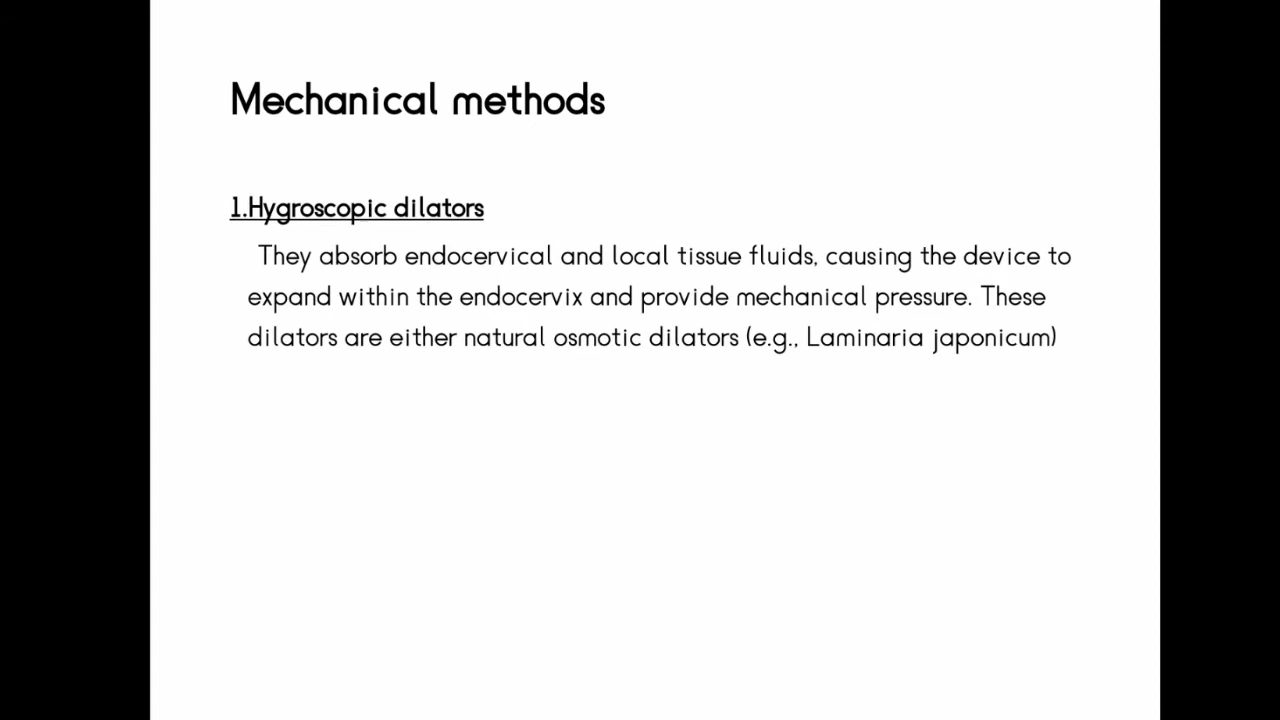 Mechanical methods
1.Hygroscopic dilators
They absorb endocervical and local tissue fluids, causing the device to
expand within the endocervix and provide mechanical pressure. These
dilators are either natural osmotic dilators (e.g., Laminaria japonicum)